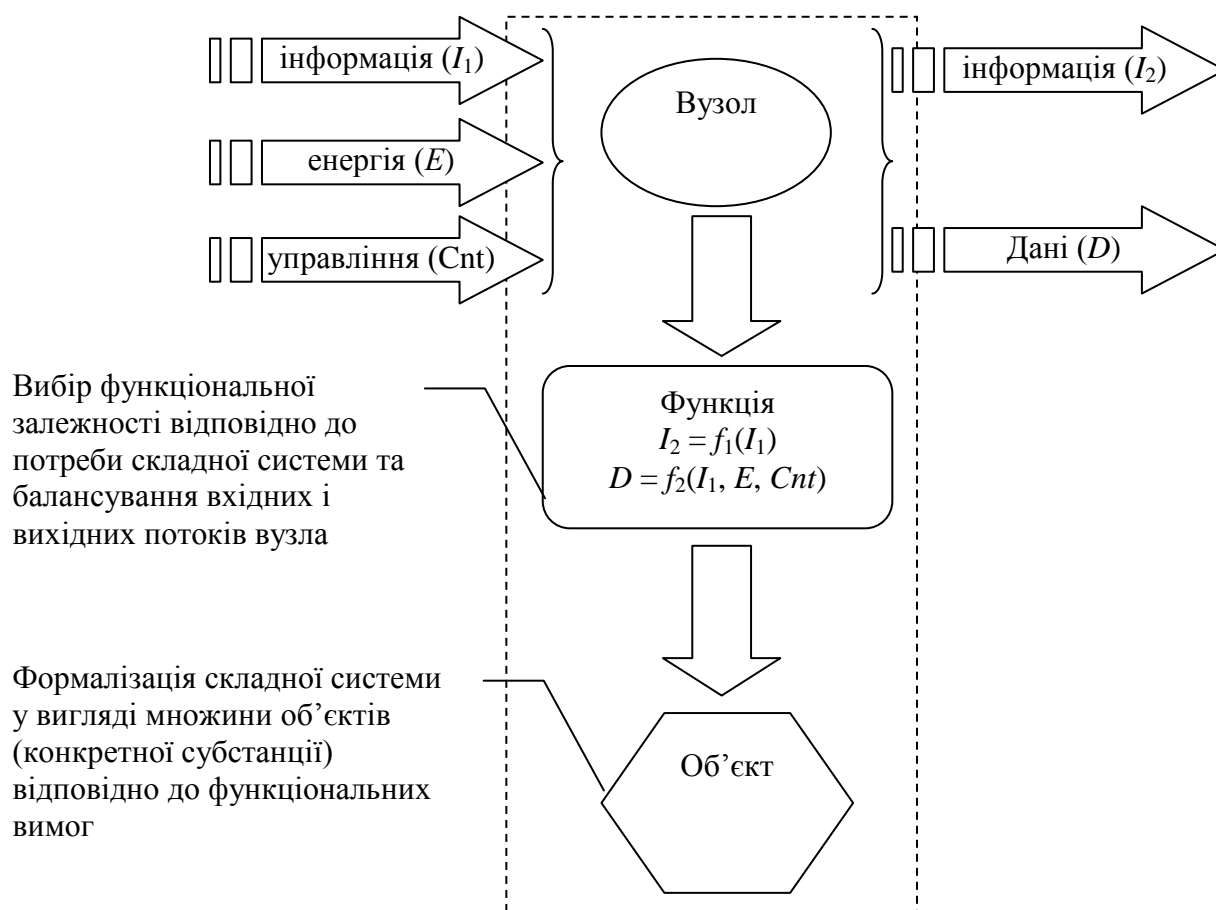 інформація (I₁)
енергія (E)
управління (Cnt)
Вузол
інформація (I₂)
Дані (D)
Вибір функціональної
залежності відповідно до
потреби складної системи та
балансування вхідних і
вихідних потоків вузла
Функція
I₂ = f₁(I₁)
D = f₂(I₁, E, Cnt)
Формалізація складної системи
у вигляді множини об’єктів
(конкретної субстанції)
відповідно до функціональних
вимог
Об’єкт